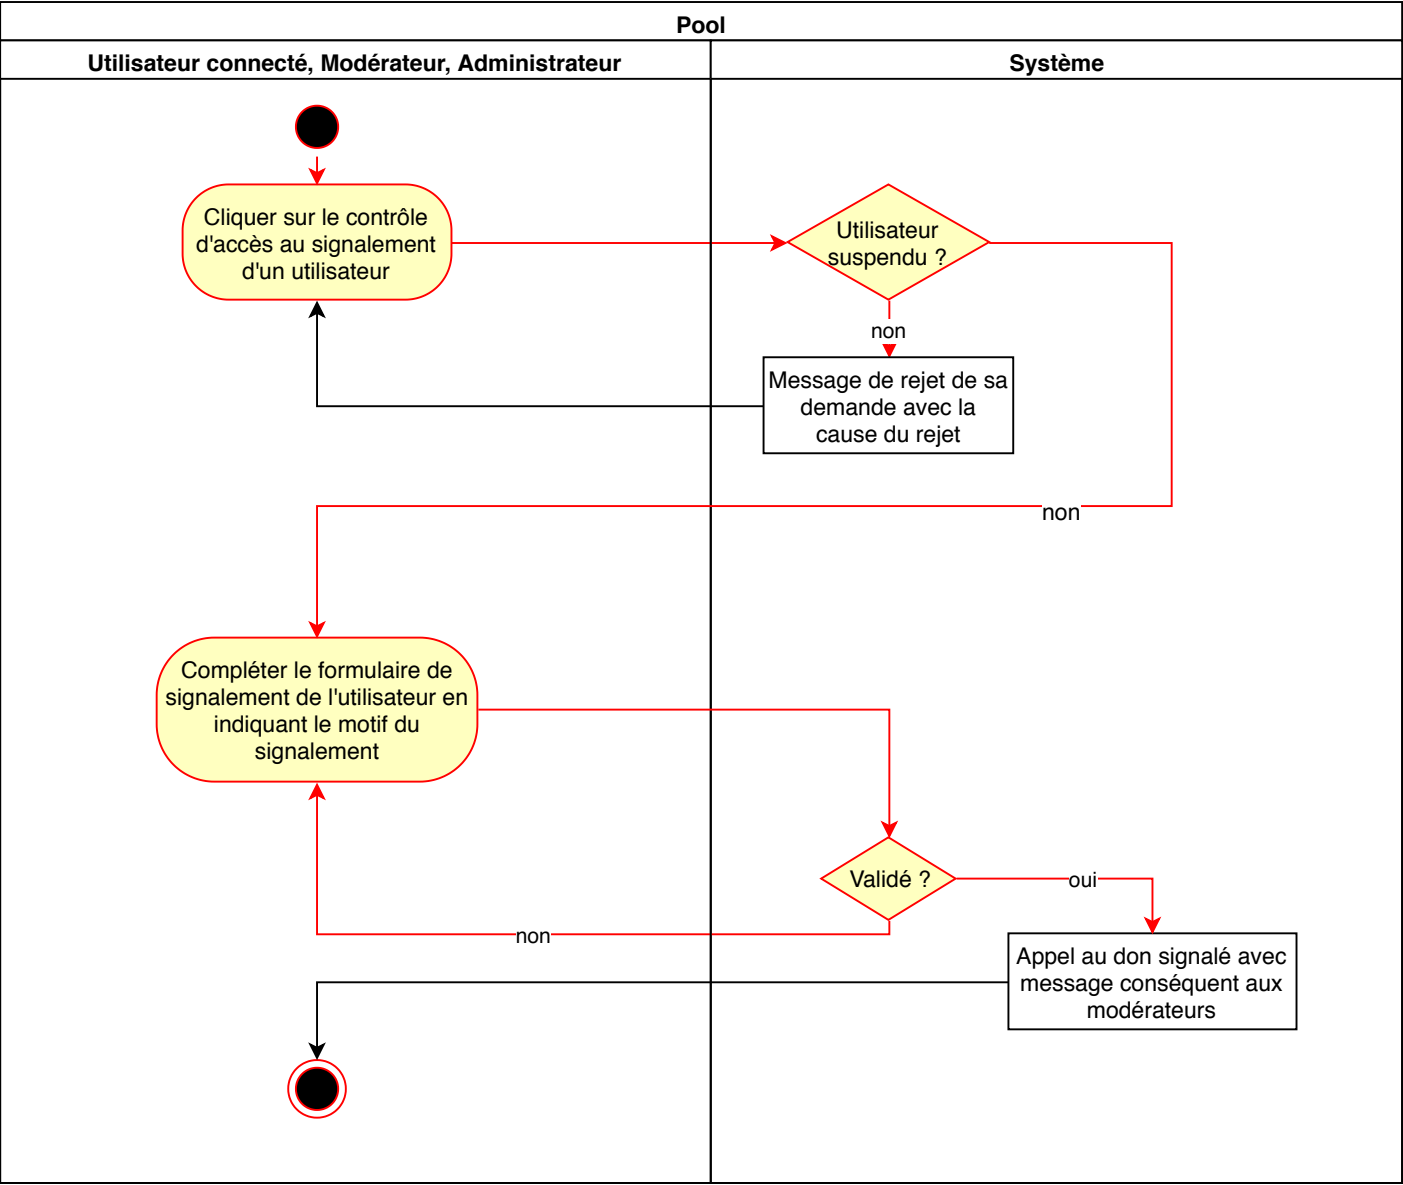 Pool
Utilisateur connecté, Modérateur, Administrateur
Système
Cliquer sur le contrôle
d'accès au signalement
d'un utilisateur
Utilisateur
suspendu ?
non
Message de rejet de sa
demande avec la
cause du rejet
non
Compléter le formulaire de
signalement de l'utilisateur en
indiquant le motif du
signalement
Validé ?
oui
non
Appel au don signalé avec
message conséquent aux
modérateurs